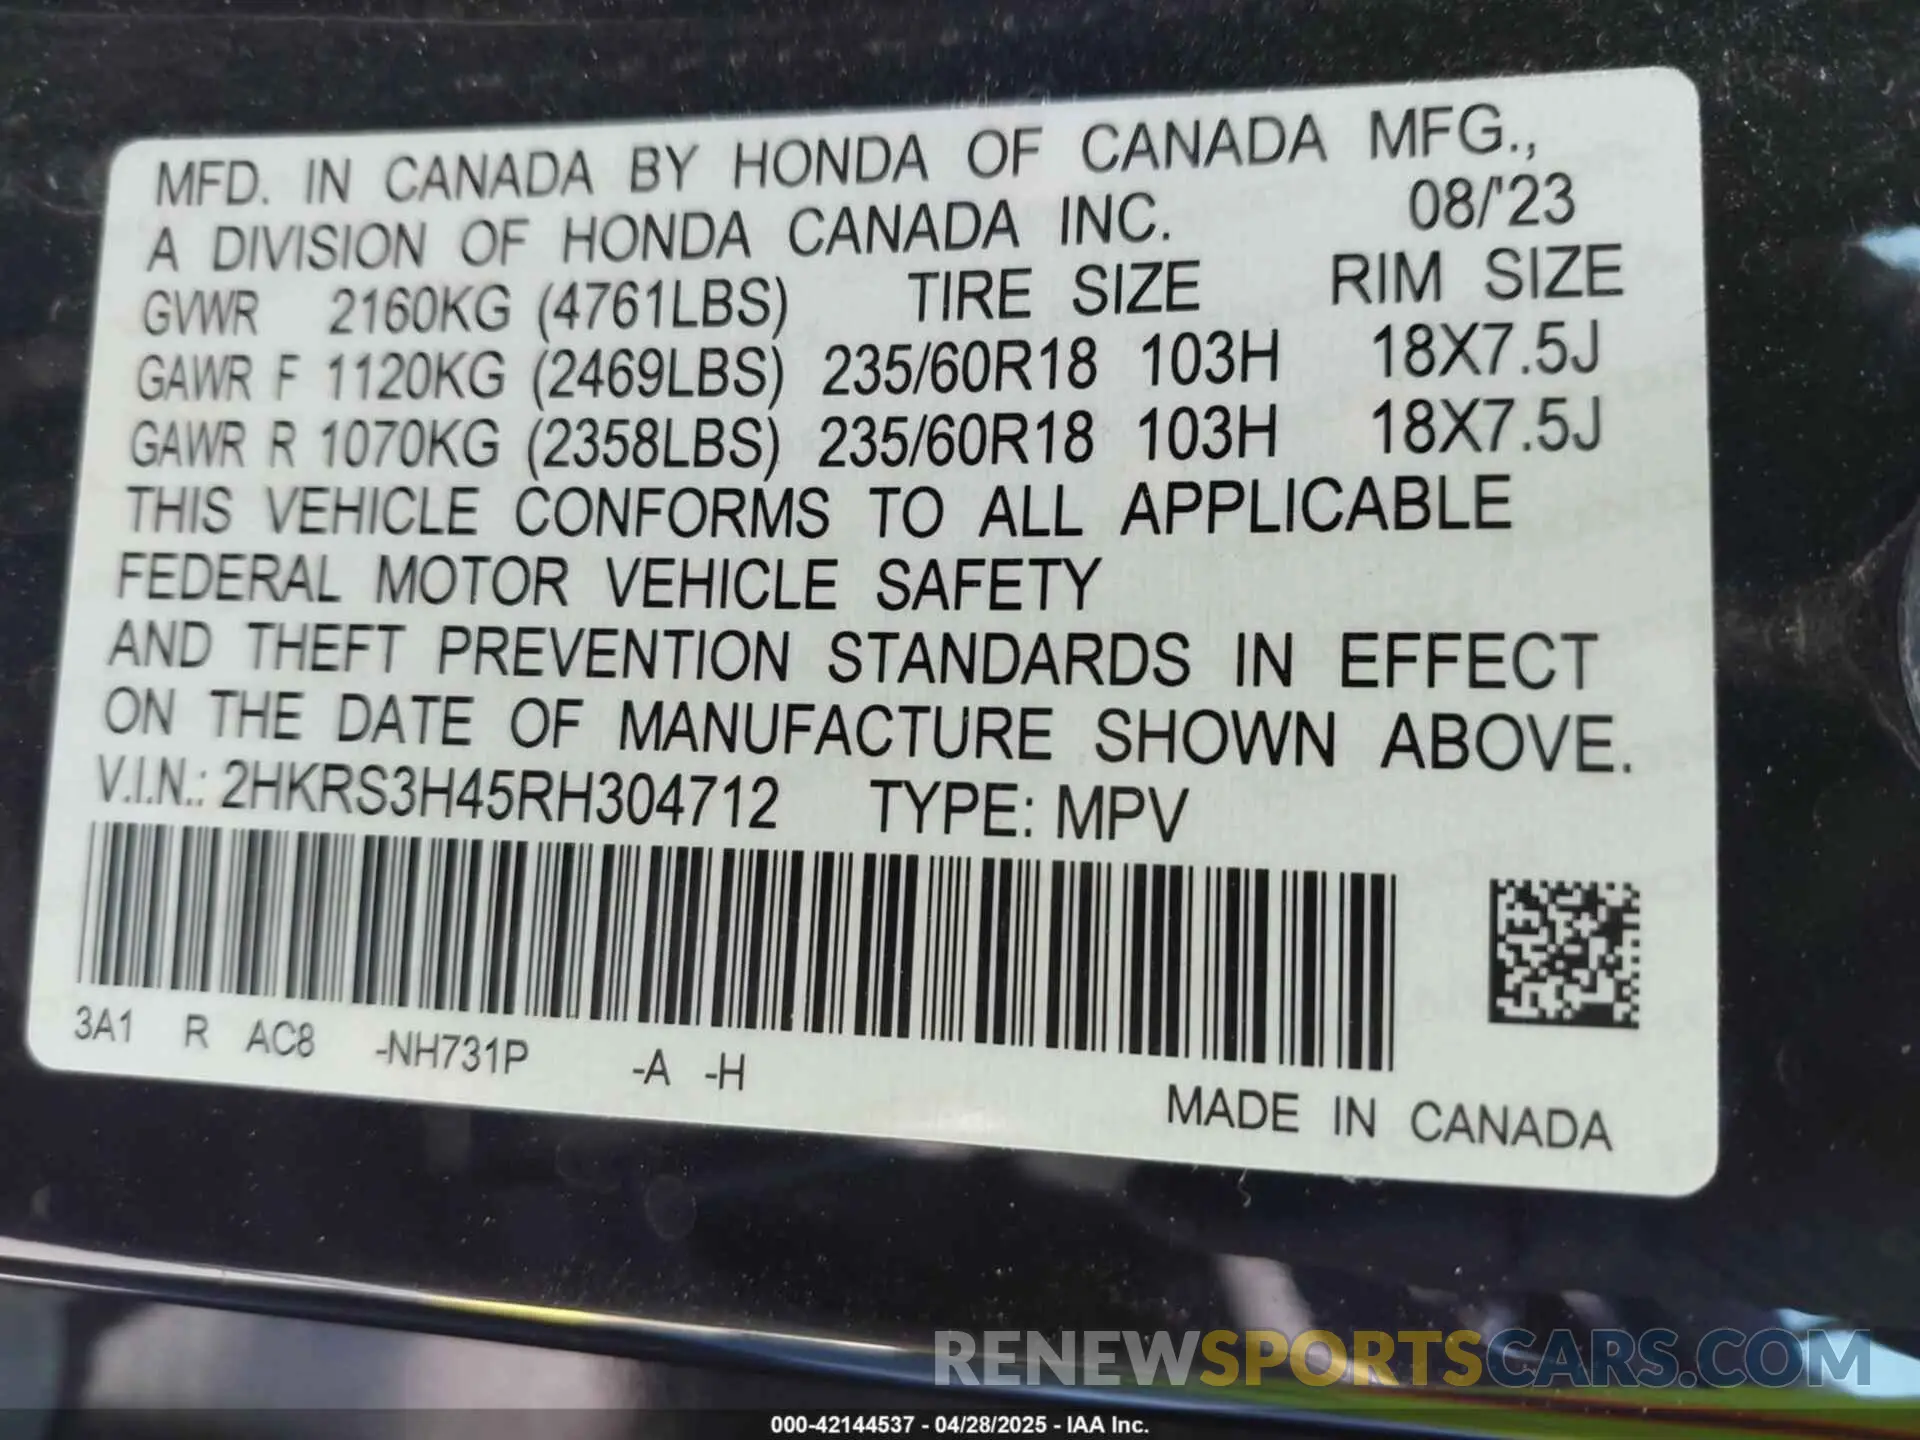 MFD. IN CANADA BY HONDA OF CANADA MFG.,
A DIVISION OF HONDA CANADA INC. 08/'23
GVWR 2160KG (4761LBS) TIRE SIZE RIM SIZE
GAWR F 1120KG (2469LBS) 235/60R18 103H 18X7.5J
GAWR R 1070KG (2358LBS) 235/60R18 103H 18X7.5J
THIS VEHICLE CONFORMS TO ALL APPLICABLE
FEDERAL MOTOR VEHICLE SAFETY
AND THEFT PREVENTION STANDARDS IN EFFECT
ON THE DATE OF MANUFACTURE SHOWN ABOVE.
V.I.N.: 2HKRS3H45RH304712 TYPE: MPV
3A1 R AC8 -NH731P -A -H
MADE IN CANADA
RENEWSPORTSCARS.COM
000-42144537 - 04/28/2025 - IAA Inc.